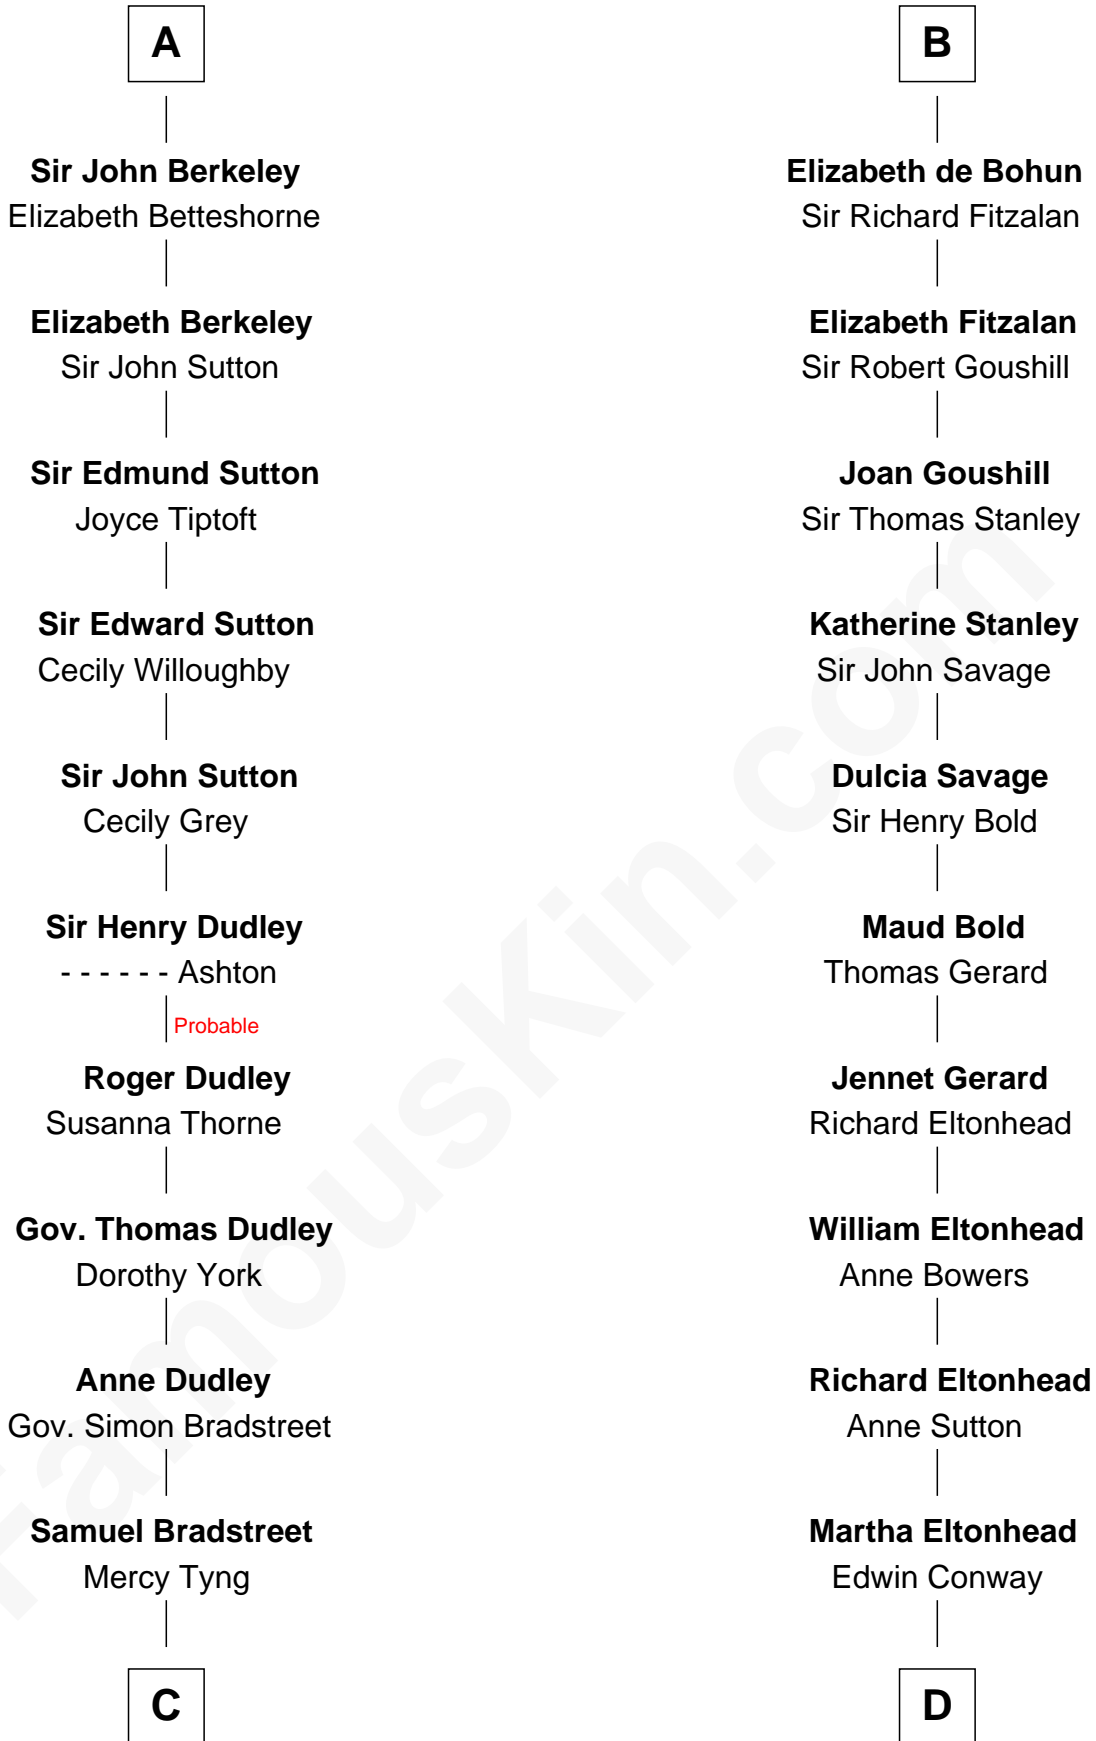 A
Sir John Berkeley
Elizabeth Betteshorne
Elizabeth Berkeley
Sir John Sutton
Sir Edmund Sutton
Joyce Tiptoft
Sir Edward Sutton
Cecily Willoughby
Sir John Sutton
Cecily Grey
Sir Henry Dudley
- - - - - - Ashton
Probable
Roger Dudley
Susanna Thorne
Gov. Thomas Dudley
Dorothy York
Anne Dudley
Gov. Simon Bradstreet
Samuel Bradstreet
Mercy Tyng
C
B
Elizabeth de Bohun
Sir Richard Fitzalan
Elizabeth Fitzalan
Sir Robert Goushill
Joan Goushill
Sir Thomas Stanley
Katherine Stanley
Sir John Savage
Dulcia Savage
Sir Henry Bold
Maud Bold
Thomas Gerard
Jennet Gerard
Richard Eltonhead
William Eltonhead
Anne Bowers
Richard Eltonhead
Anne Sutton
Martha Eltonhead
Edwin Conway
D
FamousKin.com